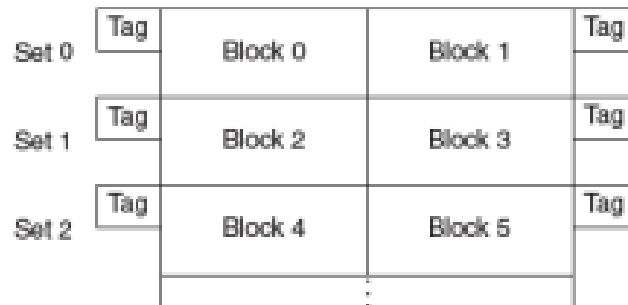 Tag Tag
Set 0 Block 0 Block 1
Tag Tag
Set 1 Block 2 Block 3
Tag Tag
Set 2 Block 4 Block 5